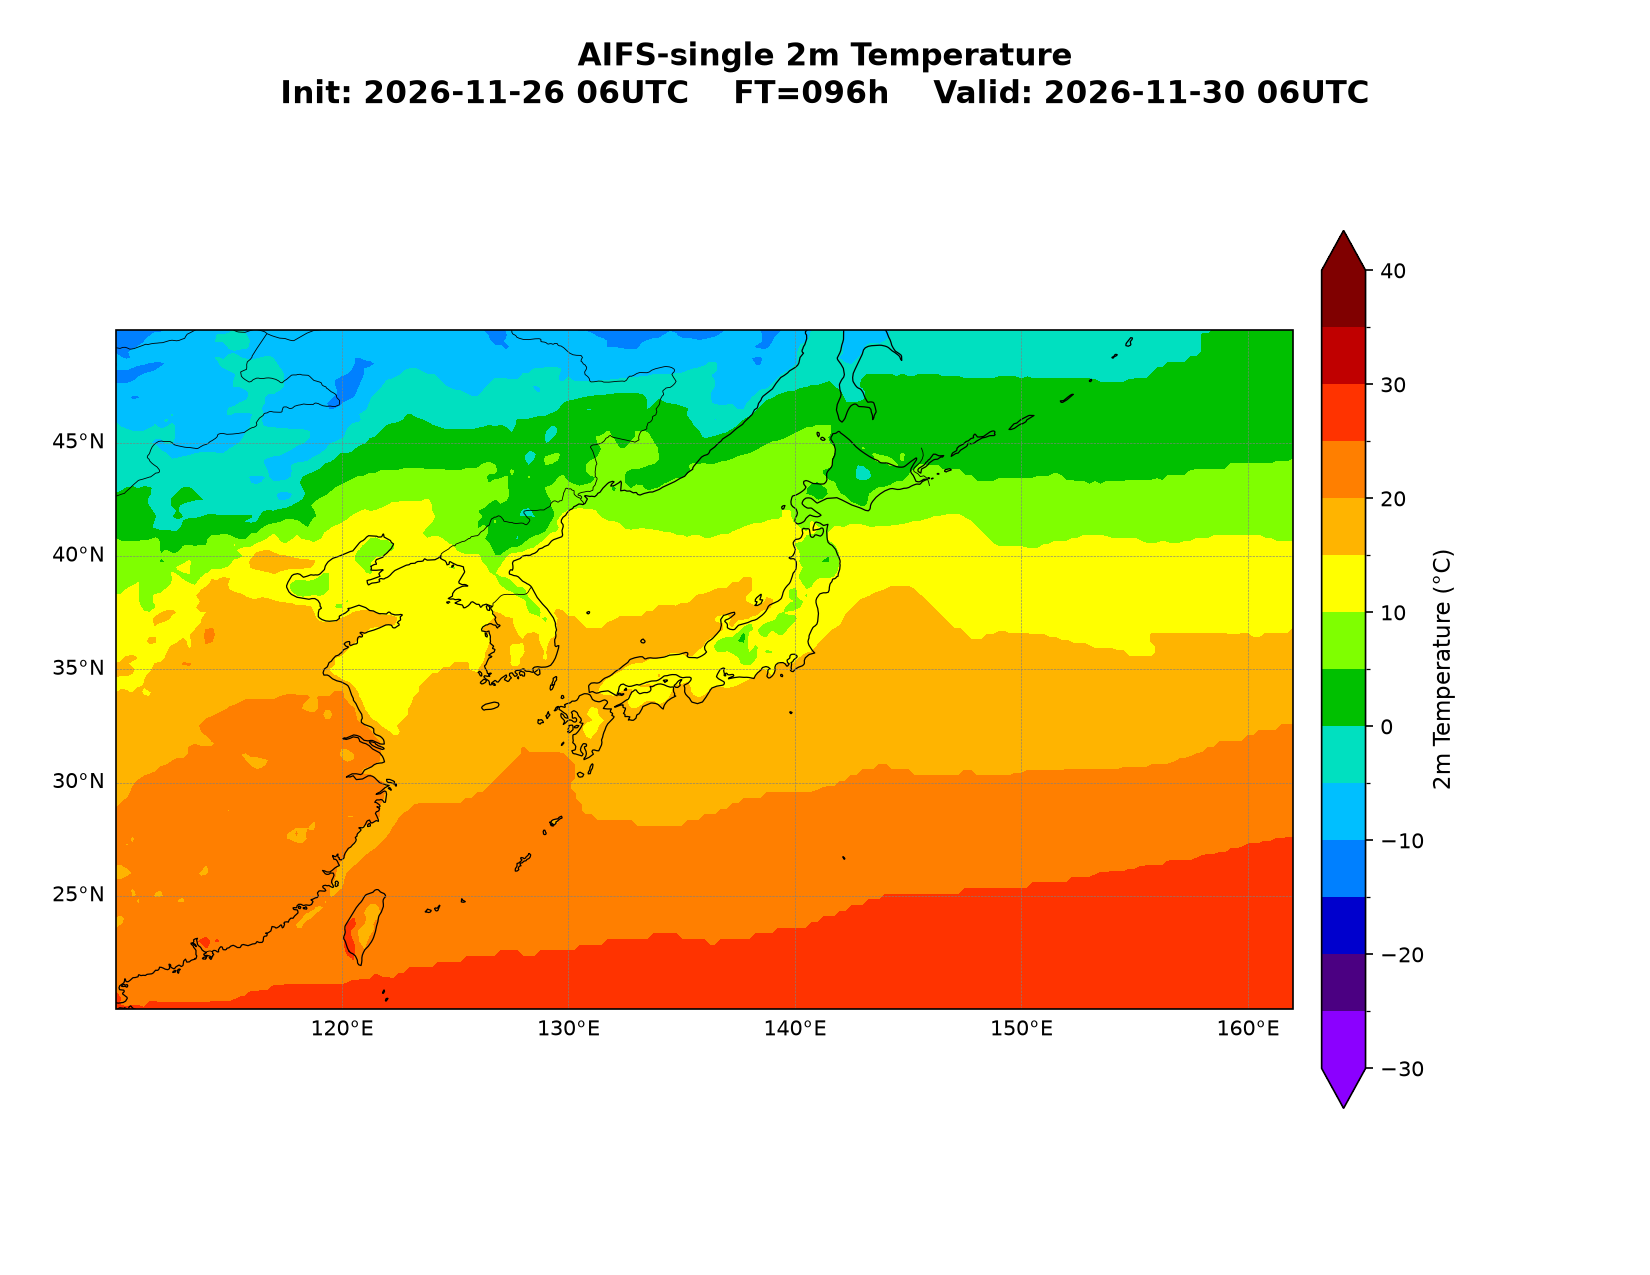 AIFS-single 2m Temperature
Init: 2026-11-26 06UTC    FT=096h    Valid: 2026-11-30 06UTC
45°N
40°N
35°N
30°N
25°N
120°E
130°E
140°E
150°E
160°E
40
30
20
10
0
−10
−20
−30
2m Temperature (°C)